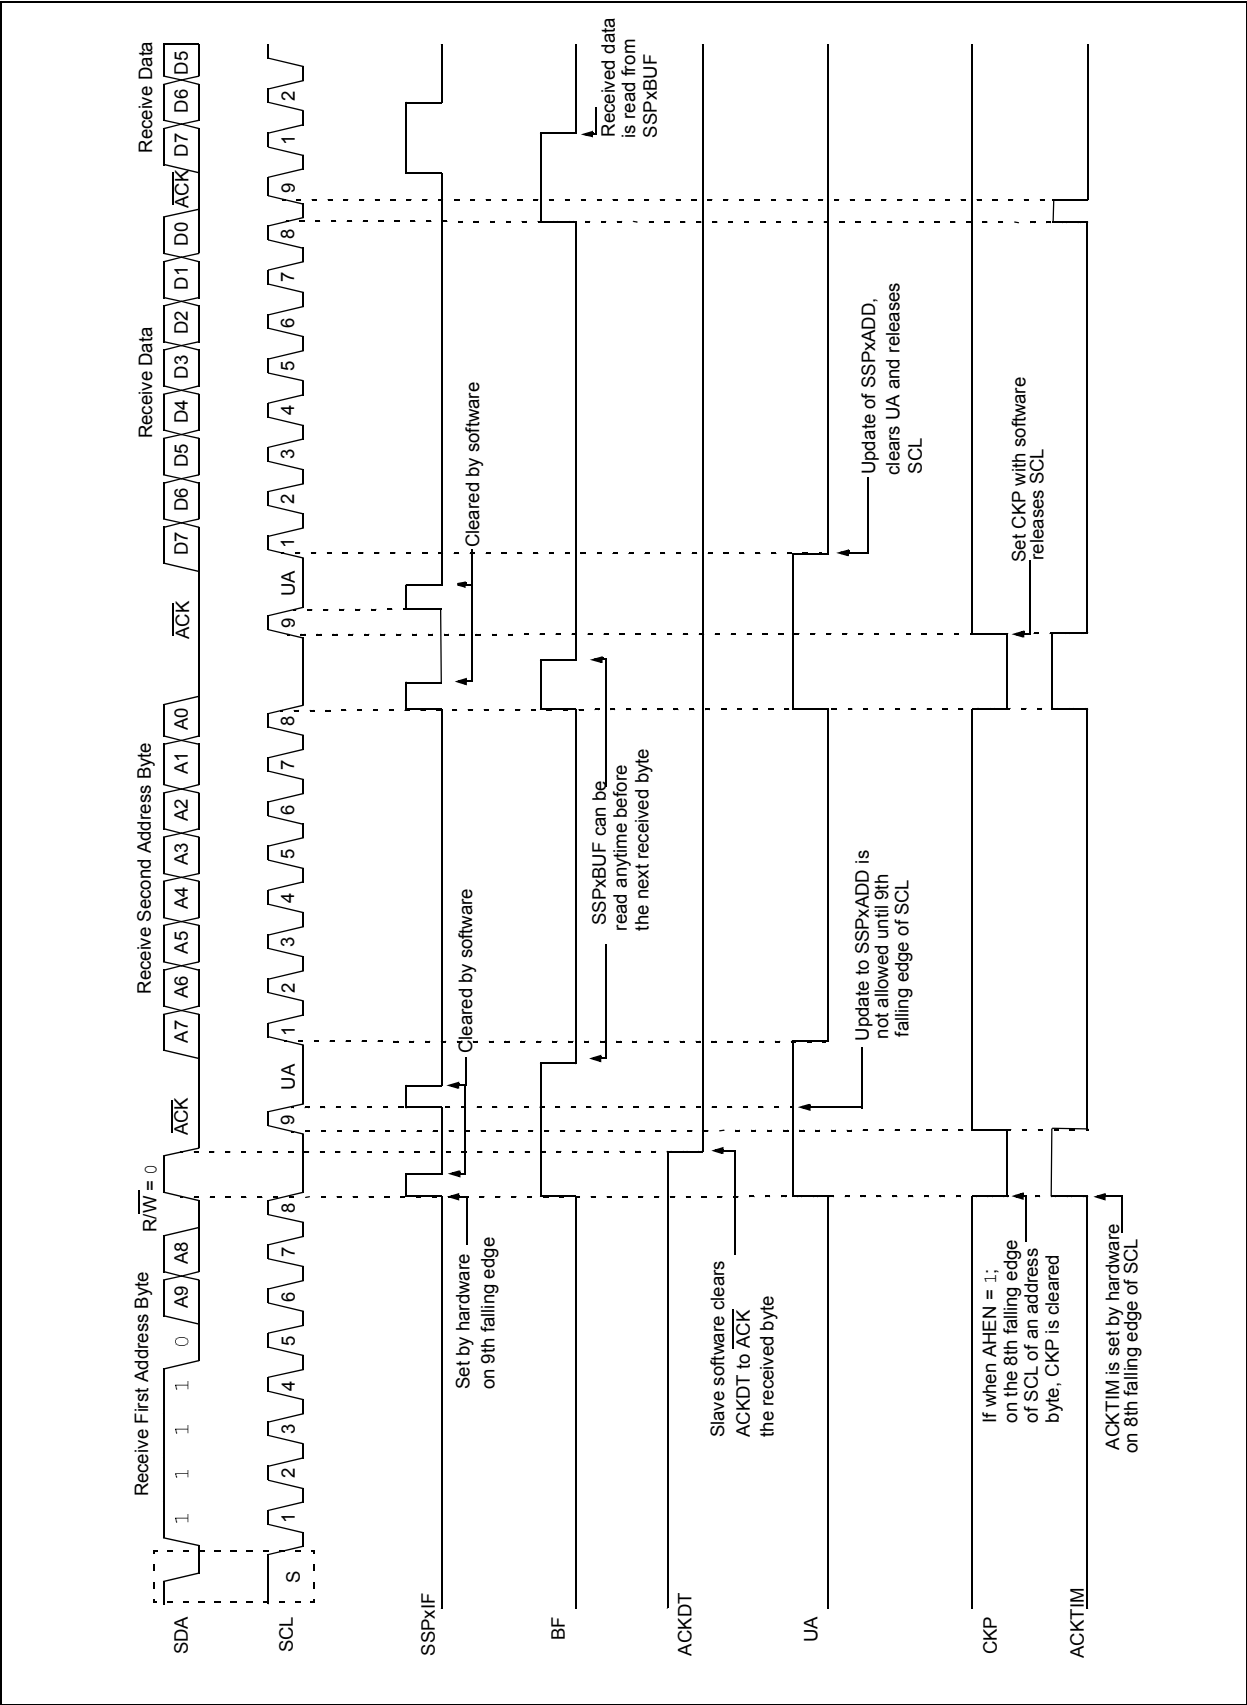 Receive First Address Byte
R/W = 0
ACK
Receive Second Address Byte
ACK
Receive Data
ACK
Receive Data
SDA
1 1 1 1 0 A9 A8
A7 A6 A5 A4 A3 A2 A1 A0
D7 D6 D5 D4 D3 D2 D1 D0
D7 D6 D5
SCL
S
1 2 3 4 5 6 7 8 9 UA
1 2 3 4 5 6 7 8 9 UA
1 2 3 4 5 6 7 8 9
1 2
SSPxIF
Set by hardware
on 9th falling edge
Cleared by software
Cleared by software
BF
SSPxBUF can be
read anytime before
the next received byte
Received data
is read from
SSPxBUF
ACKDT
Slave software clears
ACKDT to ACK
the received byte
UA
Update to SSPxADD is
not allowed until 9th
falling edge of SCL
Update of SSPxADD,
clears UA and releases
SCL
CKP
If when AHEN = 1;
on the 8th falling edge
of SCL of an address
byte, CKP is cleared
Set CKP with software
releases SCL
ACKTIM
ACKTIM is set by hardware
on 8th falling edge of SCL